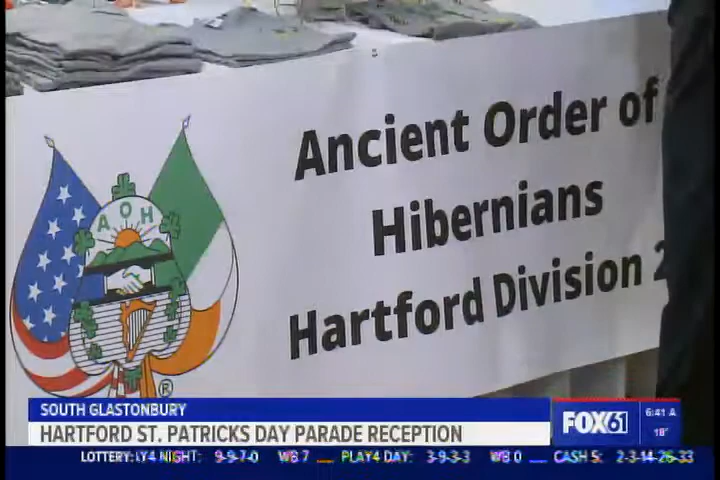 Ancient Order of
Hibernians
Hartford Division 2
AOH
®
SOUTH GLASTONBURY
HARTFORD ST. PATRICKS DAY PARADE RECEPTION
FOX61
6:41 A
18°
LOTTERY: Y4 NIGHT: 9-9-7-0 WB 7 PLAY4 DAY: 3-9-3-3 WB 0 CASH 5: 2-3-14-26-33